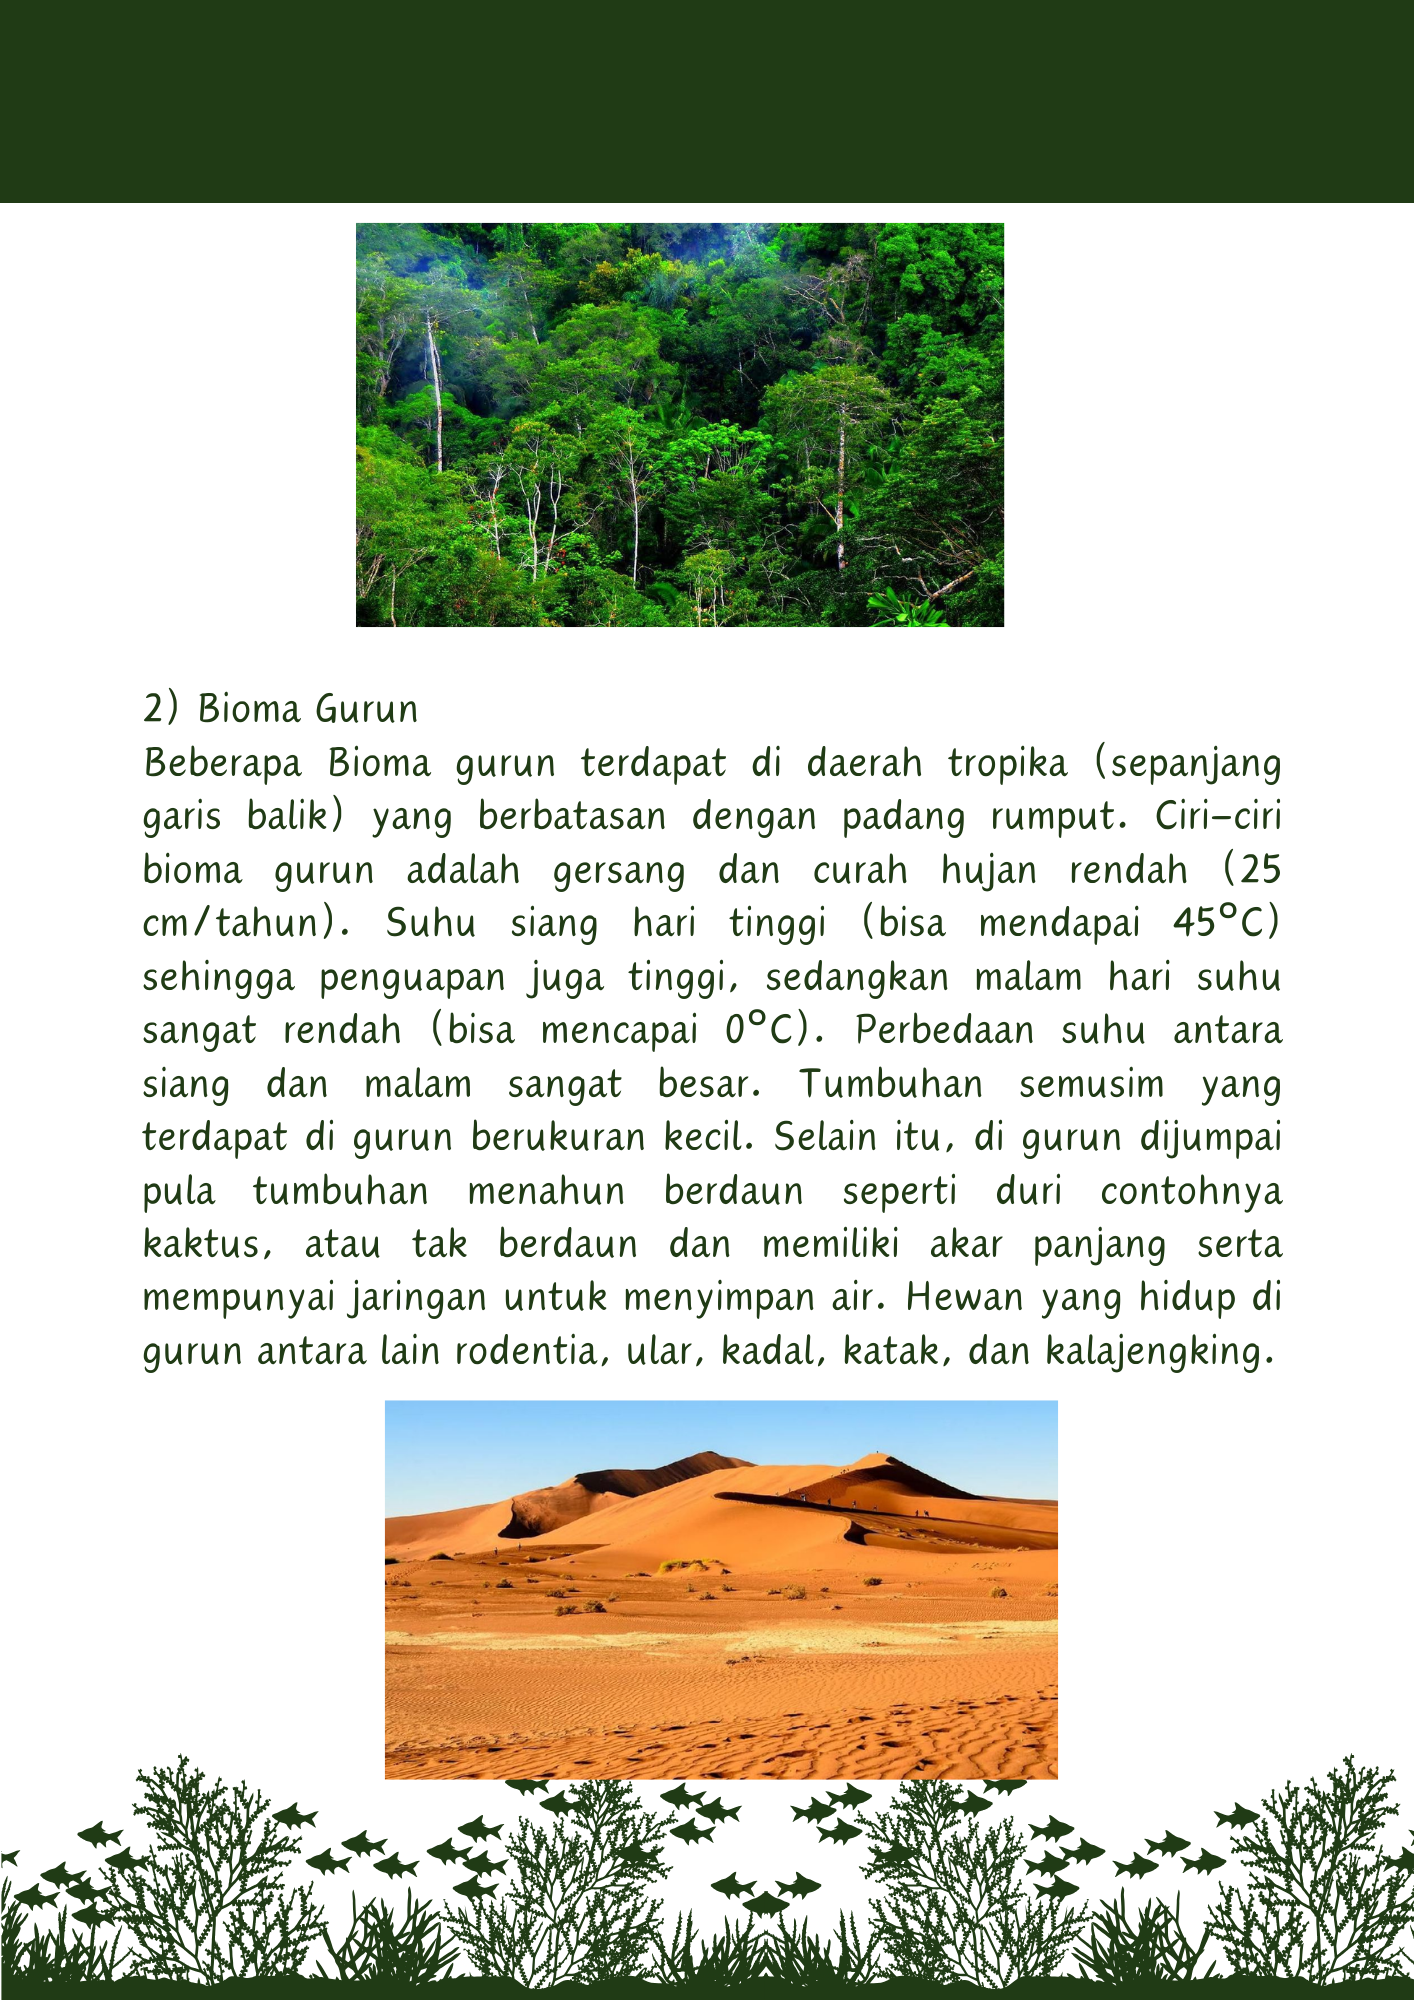 2) Bioma Gurun
Beberapa Bioma gurun terdapat di daerah tropika (sepanjang
garis balik) yang berbatasan dengan padang rumput. Ciri–ciri
bioma gurun adalah gersang dan curah hujan rendah (25
cm/tahun). Suhu siang hari tinggi (bisa mendapai 45°C)
sehingga penguapan juga tinggi, sedangkan malam hari suhu
sangat rendah (bisa mencapai 0°C). Perbedaan suhu antara
siang dan malam sangat besar. Tumbuhan semusim yang
terdapat di gurun berukuran kecil. Selain itu, di gurun dijumpai
pula tumbuhan menahun berdaun seperti duri contohnya
kaktus, atau tak berdaun dan memiliki akar panjang serta
mempunyai jaringan untuk menyimpan air. Hewan yang hidup di
gurun antara lain rodentia, ular, kadal, katak, dan kalajengking.